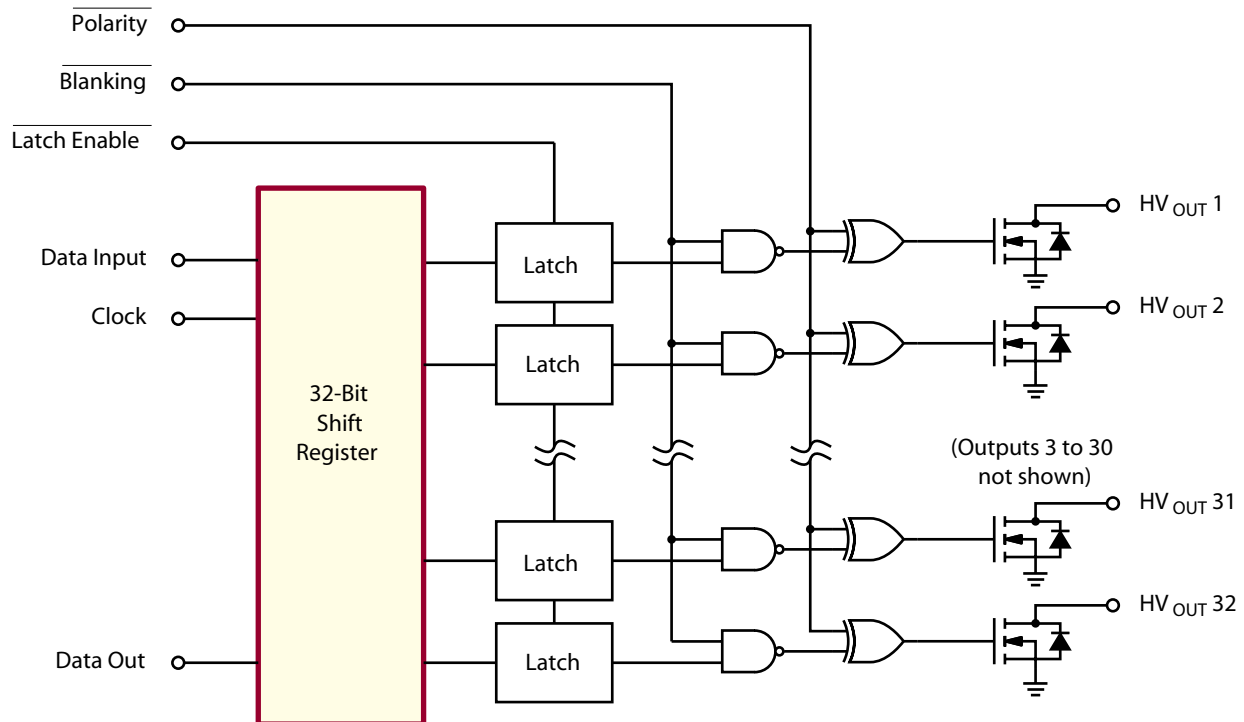 Polarity
Blanking
Latch Enable
Data Input
Clock
Data Out
32-Bit
Shift
Register
Latch
Latch
Latch
Latch
HV OUT 1
HV OUT 2
(Outputs 3 to 30
not shown)
HV OUT 31
HV OUT 32